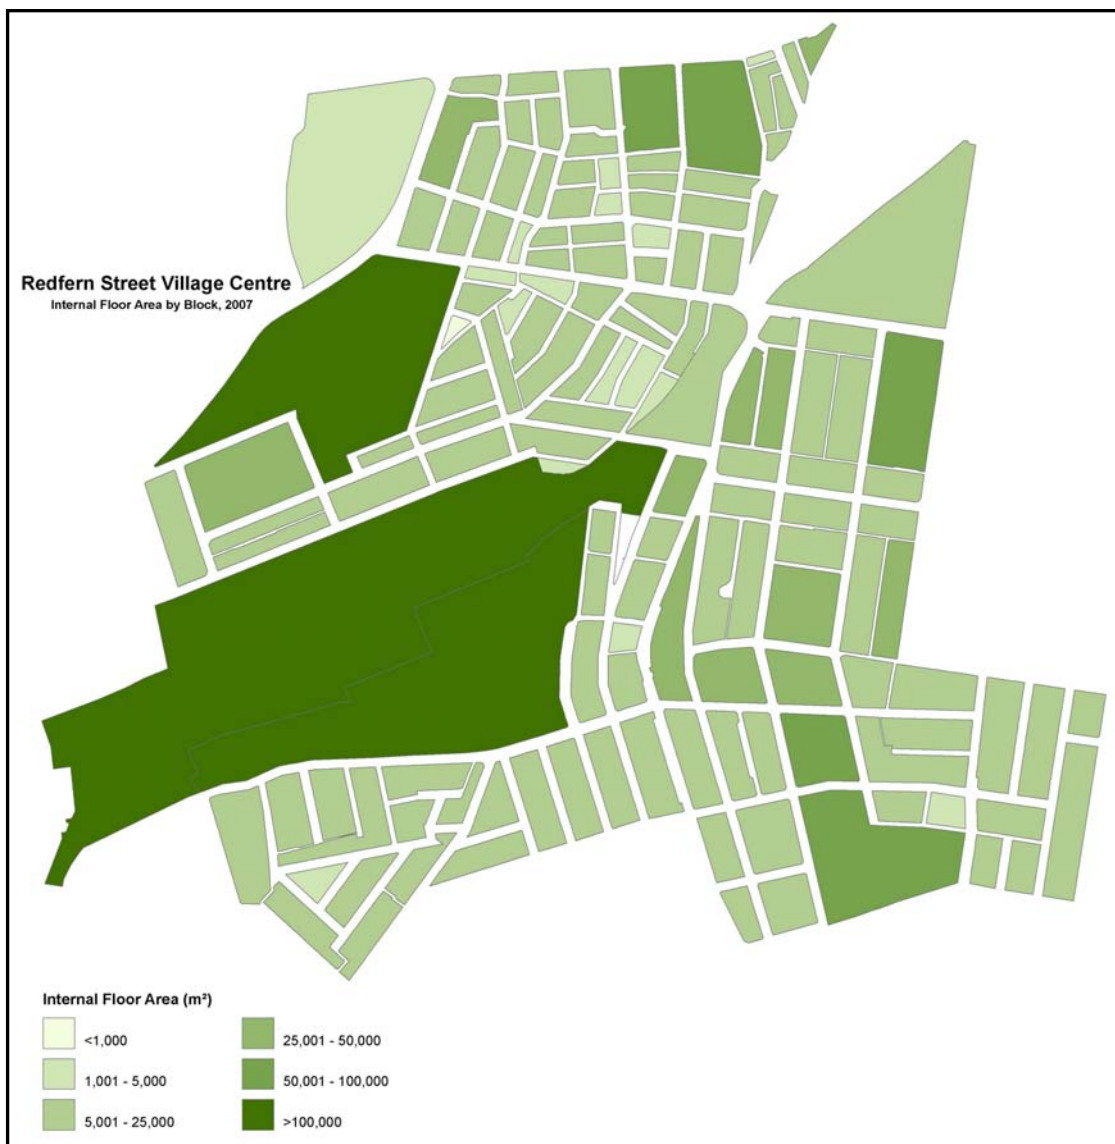 Redfern Street Village Centre
Internal Floor Area by Block, 2007
Internal Floor Area (m²)
<1,000
1,001 - 5,000
5,001 - 25,000
25,001 - 50,000
50,001 - 100,000
>100,000